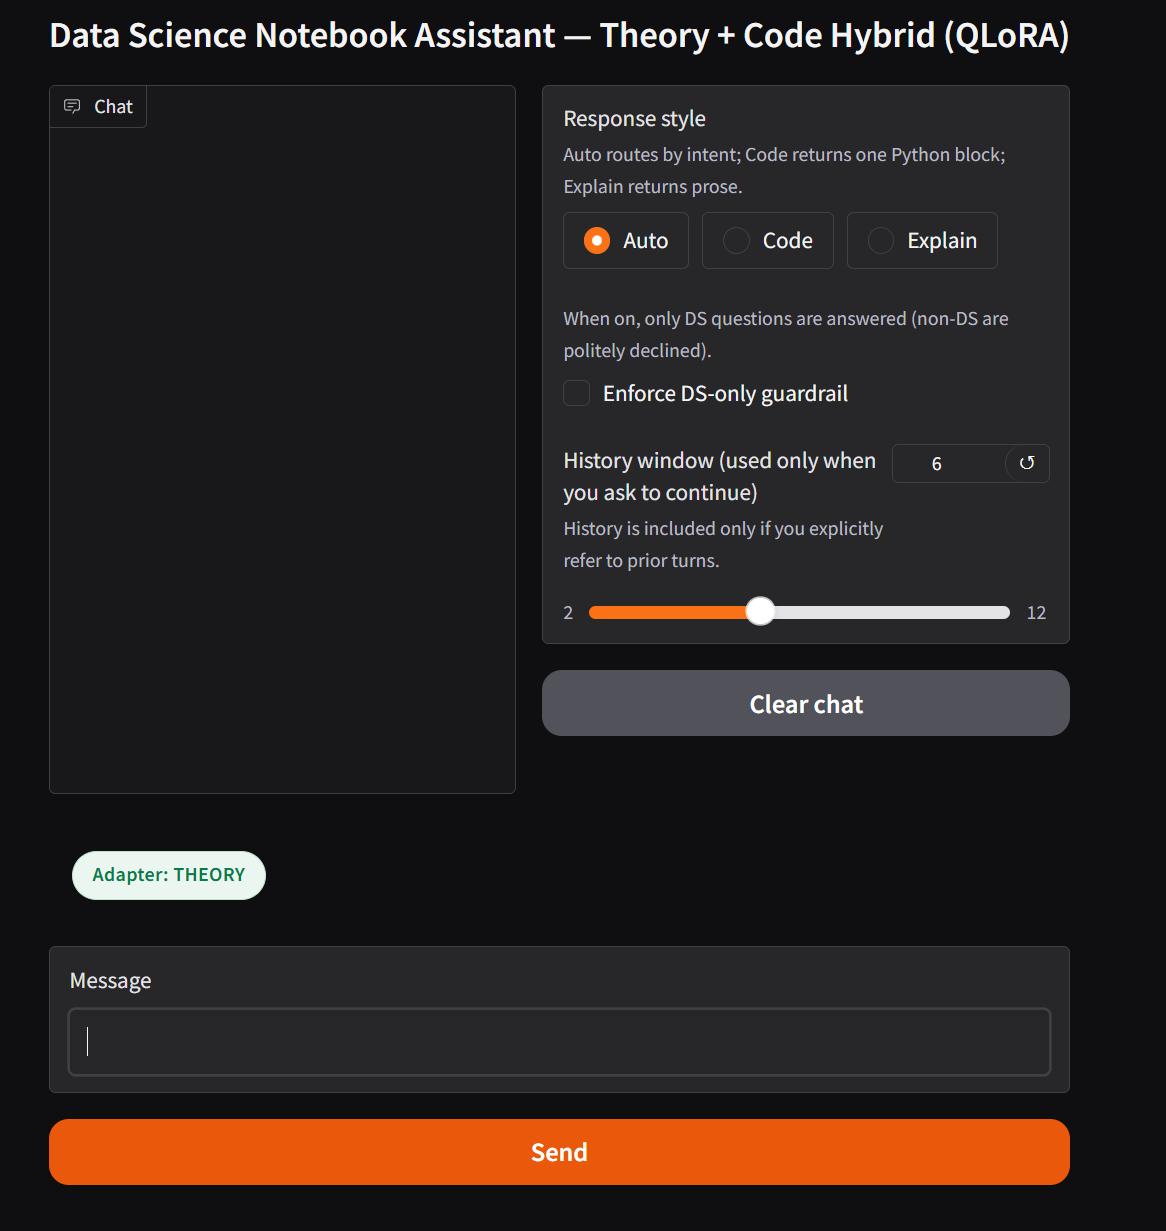 Data Science Notebook Assistant — Theory + Code Hybrid (QLoRA)
Chat
Response style
Auto routes by intent; Code returns one Python block;
Explain returns prose.
Auto
Code
Explain
When on, only DS questions are answered (non-DS are
politely declined).
Enforce DS-only guardrail
History window (used only when
you ask to continue)
6
↺
History is included only if you explicitly
refer to prior turns.
2
12
Clear chat
Adapter: THEORY
Message
Send